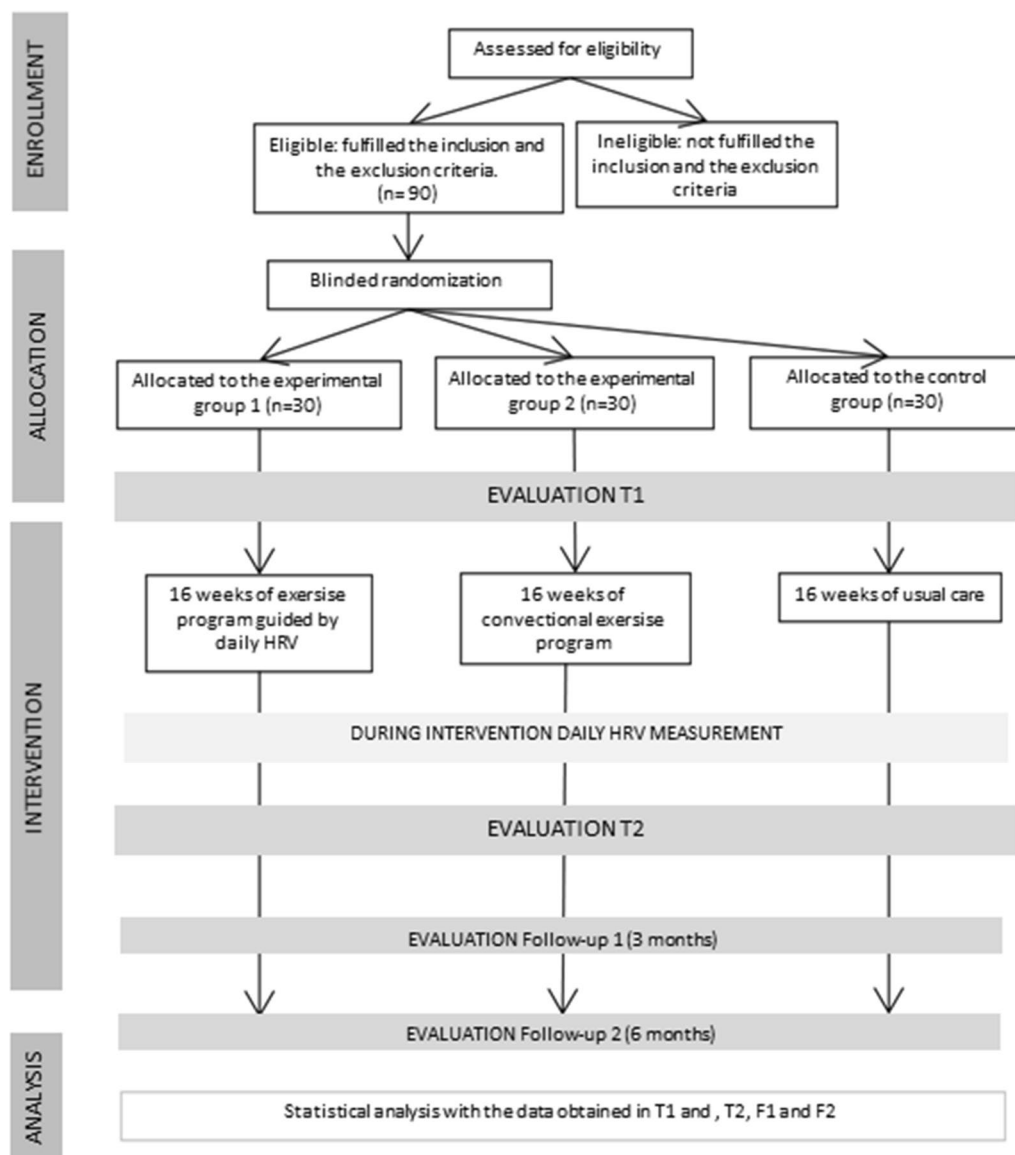 ENROLLMENT
Assessed for eligibility
Eligible: fulfilled the inclusion and
the exclusion criteria.
(n= 90)
Ineligible: not fulfilled the
inclusion and the exclusion
criteria
ALLOCATION
Blinded randomization
Allocated to the experimental
group 1 (n=30)
Allocated to the experimental
group 2 (n=30)
Allocated to the control
group (n=30)
EVALUATION T1
INTERVENTION
16 weeks of exersise
program guided by
daily HRV
16 weeks of
convectional exersise
program
16 weeks of usual care
DURING INTERVENTION DAILY HRV MEASUREMENT
EVALUATION T2
EVALUATION Follow-up 1 (3 months)
EVALUATION Follow-up 2 (6 months)
ANALYSIS
Statistical analysis with the data obtained in T1 and , T2, F1 and F2